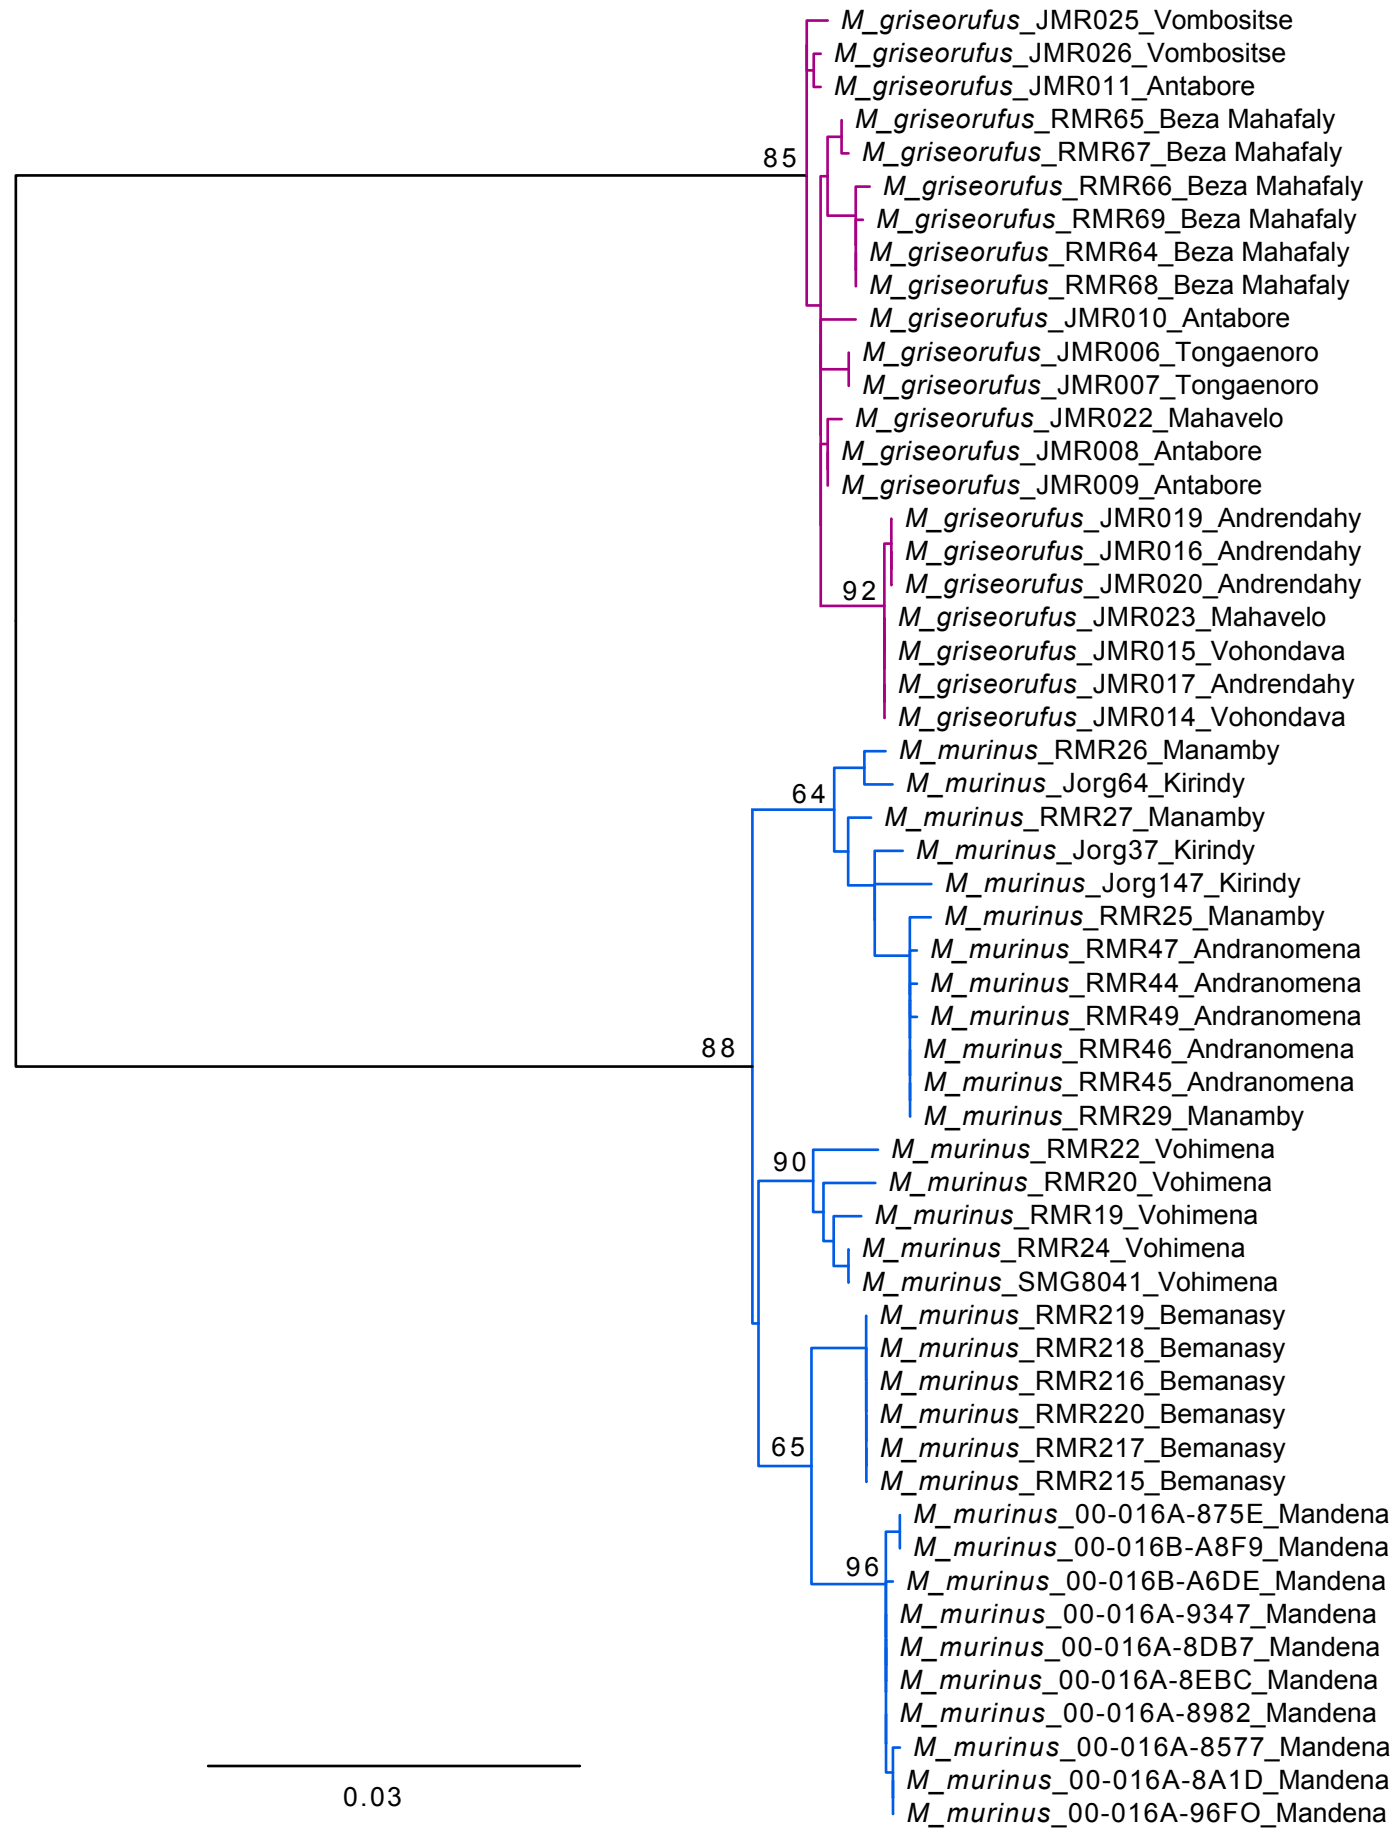 M_griseorufus_JMR025_Vombositse
M_griseorufus_JMR026_Vombositse
M_griseorufus_JMR011_Antabore
M_griseorufus_RMR65_Beza Mahafaly
85
M_griseorufus_RMR67_Beza Mahafaly
M_griseorufus_RMR66_Beza Mahafaly
M_griseorufus_RMR69_Beza Mahafaly
M_griseorufus_RMR64_Beza Mahafaly
M_griseorufus_RMR68_Beza Mahafaly
M_griseorufus_JMR010_Antabore
M_griseorufus_JMR006_Tongaenoro
M_griseorufus_JMR007_Tongaenoro
M_griseorufus_JMR022_Mahavelo
M_griseorufus_JMR008_Antabore
M_griseorufus_JMR009_Antabore
M_griseorufus_JMR019_Andrendahy
M_griseorufus_JMR016_Andrendahy
M_griseorufus_JMR020_Andrendahy
92
M_griseorufus_JMR023_Mahavelo
M_griseorufus_JMR015_Vohondava
M_griseorufus_JMR017_Andrendahy
M_griseorufus_JMR014_Vohondava
M_murinus_RMR26_Manamby
M_murinus_Jorg64_Kirindy
64
M_murinus_RMR27_Manamby
M_murinus_Jorg37_Kirindy
M_murinus_Jorg147_Kirindy
M_murinus_RMR25_Manamby
M_murinus_RMR47_Andranomena
M_murinus_RMR44_Andranomena
M_murinus_RMR49_Andranomena
88
M_murinus_RMR46_Andranomena
M_murinus_RMR45_Andranomena
M_murinus_RMR29_Manamby
M_murinus_RMR22_Vohimena
90
M_murinus_RMR20_Vohimena
M_murinus_RMR19_Vohimena
M_murinus_RMR24_Vohimena
M_murinus_SMG8041_Vohimena
M_murinus_RMR219_Bemanasy
M_murinus_RMR218_Bemanasy
M_murinus_RMR216_Bemanasy
M_murinus_RMR220_Bemanasy
65
M_murinus_RMR217_Bemanasy
M_murinus_RMR215_Bemanasy
M_murinus_00-016A-875E_Mandena
M_murinus_00-016B-A8F9_Mandena
96
M_murinus_00-016B-A6DE_Mandena
M_murinus_00-016A-9347_Mandena
M_murinus_00-016A-8DB7_Mandena
M_murinus_00-016A-8EBC_Mandena
M_murinus_00-016A-8982_Mandena
M_murinus_00-016A-8577_Mandena
M_murinus_00-016A-8A1D_Mandena
0.03
M_murinus_00-016A-96FO_Mandena